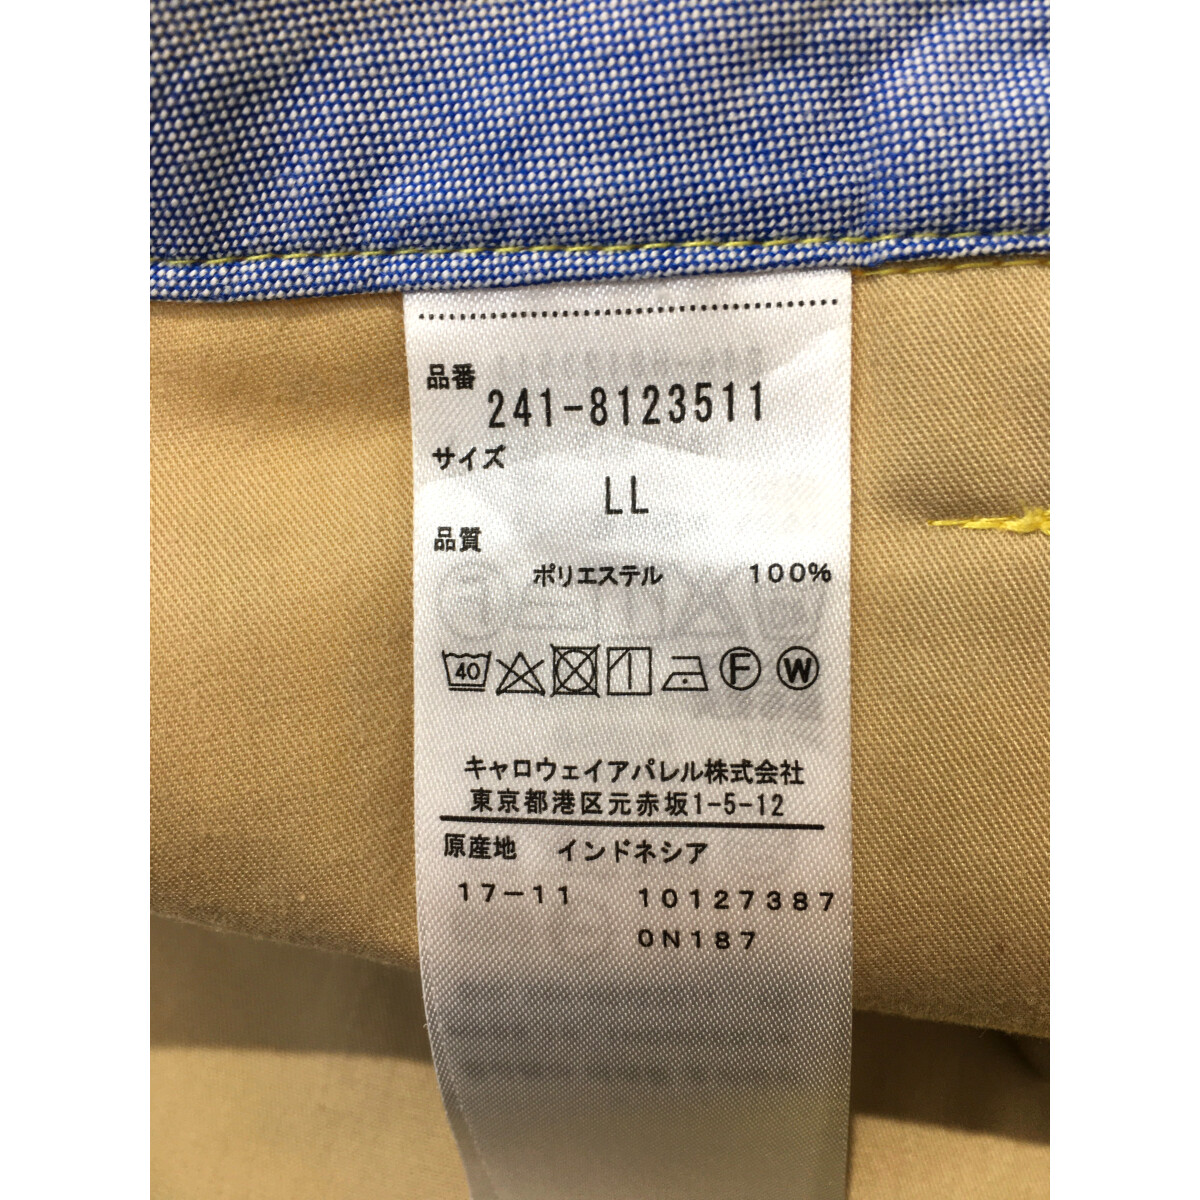 品番
241-8123511
サイズ
LL
品質
ポリエステル 100%
40 F W
キャロウェイアパレル株式会社
東京都港区元赤坂1-5-12
原産地 インドネシア
17-11 10127387
0N187